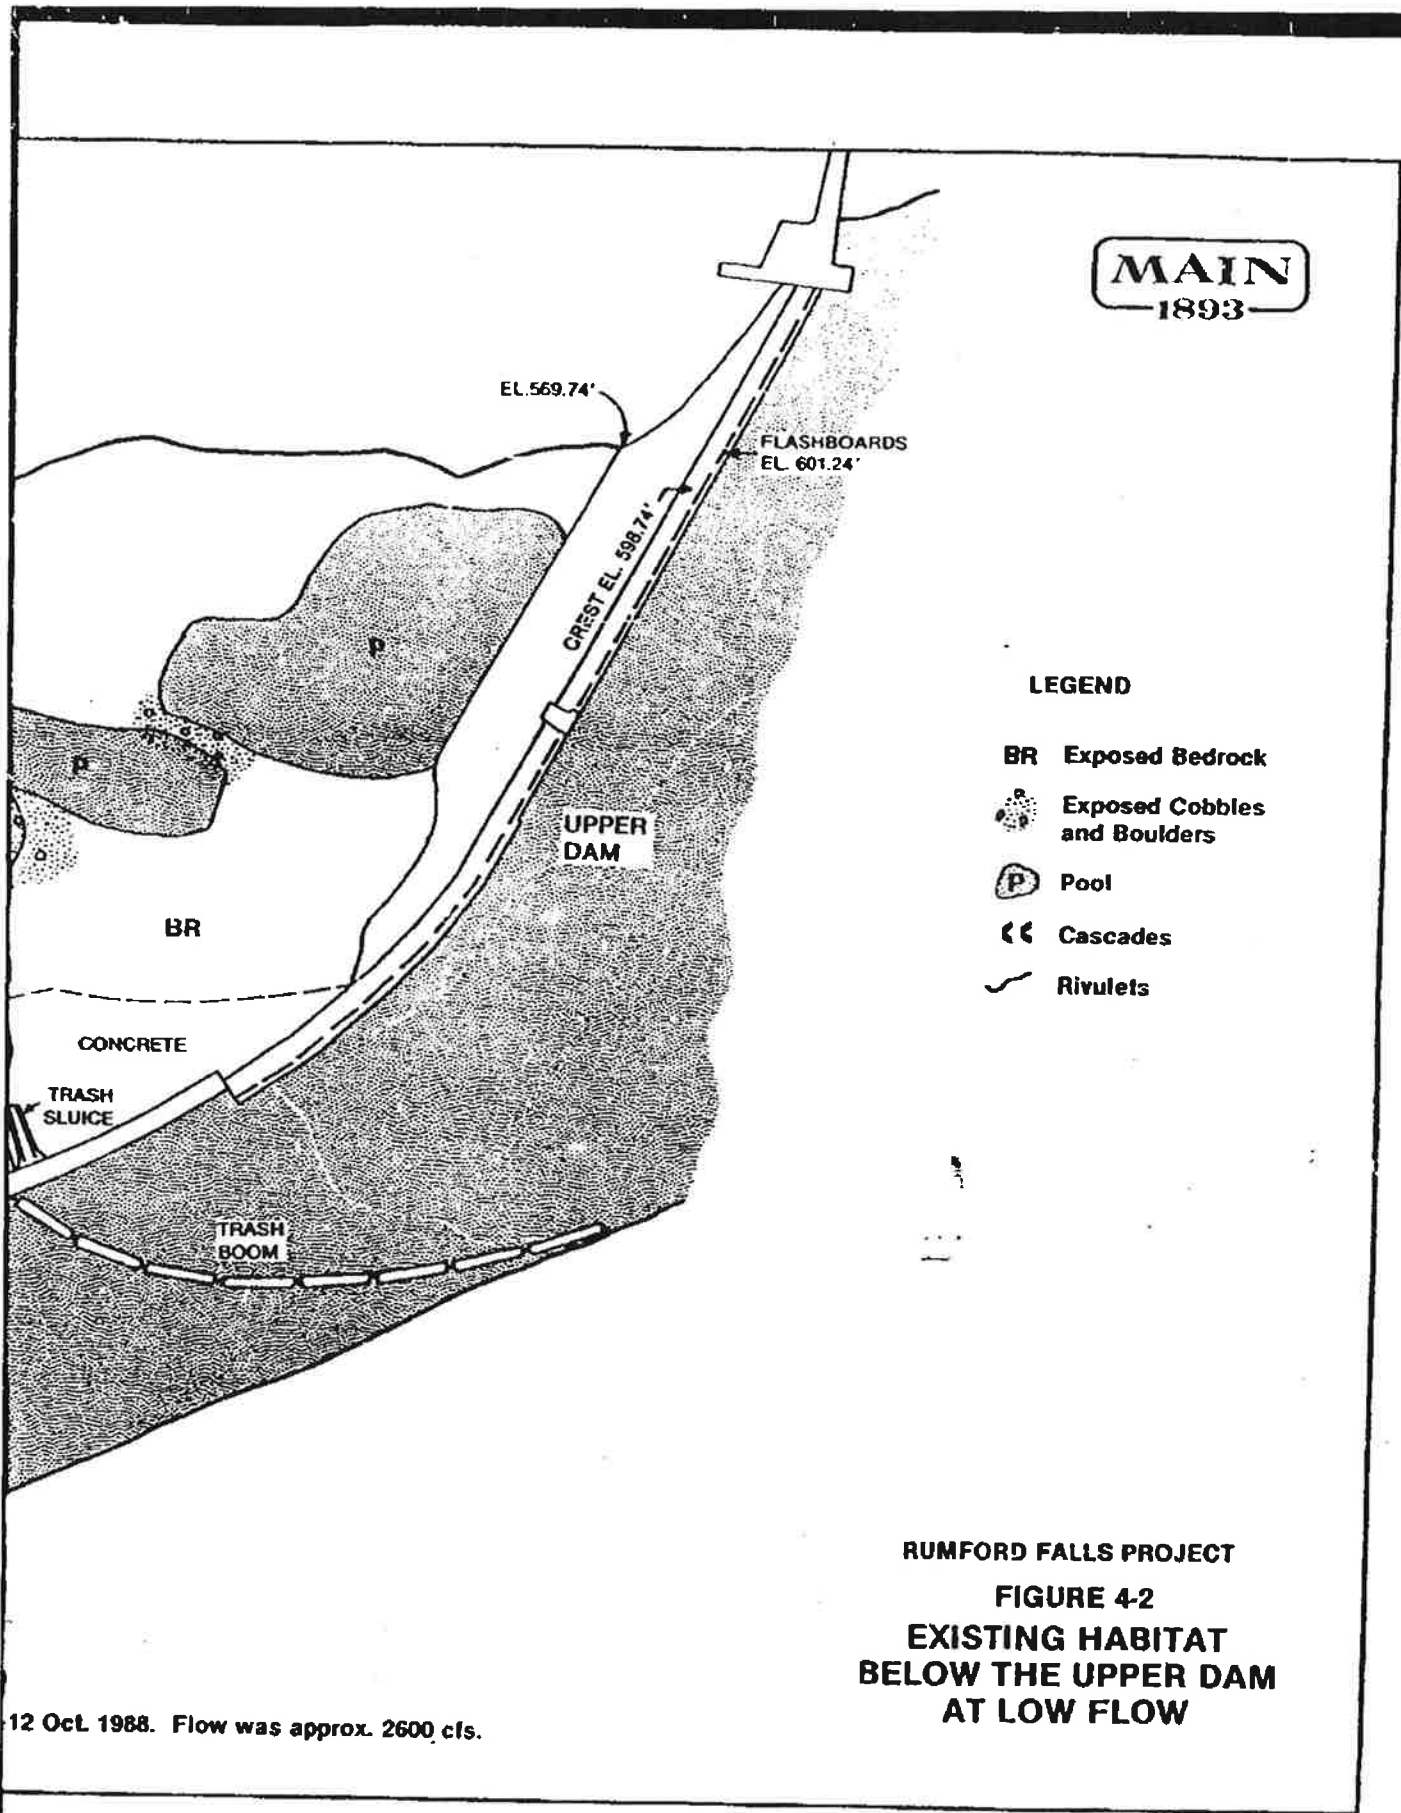 MAIN
1893
EL.569.74'
FLASHBOARDS
EL. 601.24'
CREST EL. 598.74'
P
P
UPPER
DAM
BR
CONCRETE
TRASH
SLUICE
TRASH
BOOM
LEGEND
BR Exposed Bedrock
Exposed Cobbles
and Boulders
P Pool
Cascades
Rivulets
RUMFORD FALLS PROJECT
FIGURE 4-2
EXISTING HABITAT
BELOW THE UPPER DAM
AT LOW FLOW
12 Oct. 1988. Flow was approx. 2600 cfs.